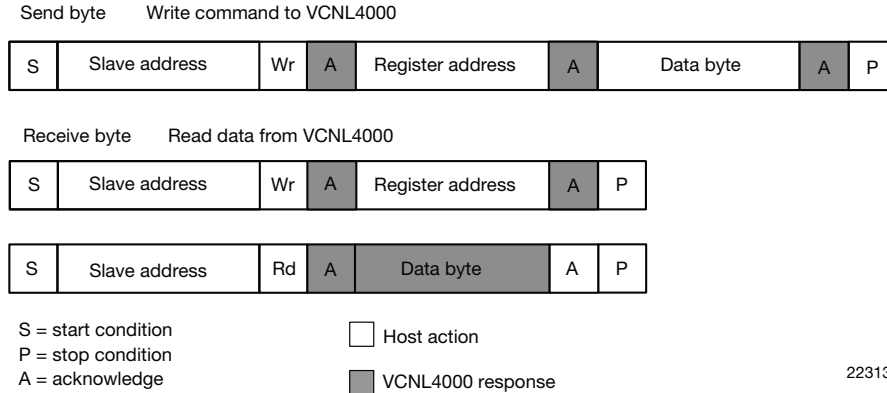 Send byte Write command to VCNL4000
S Slave address Wr A Register address A Data byte A P
Receive byte Read data from VCNL4000
S Slave address Wr A Register address A P
S Slave address Rd A Data byte A P
S = start condition
P = stop condition
A = acknowledge
Host action
VCNL4000 response
22313